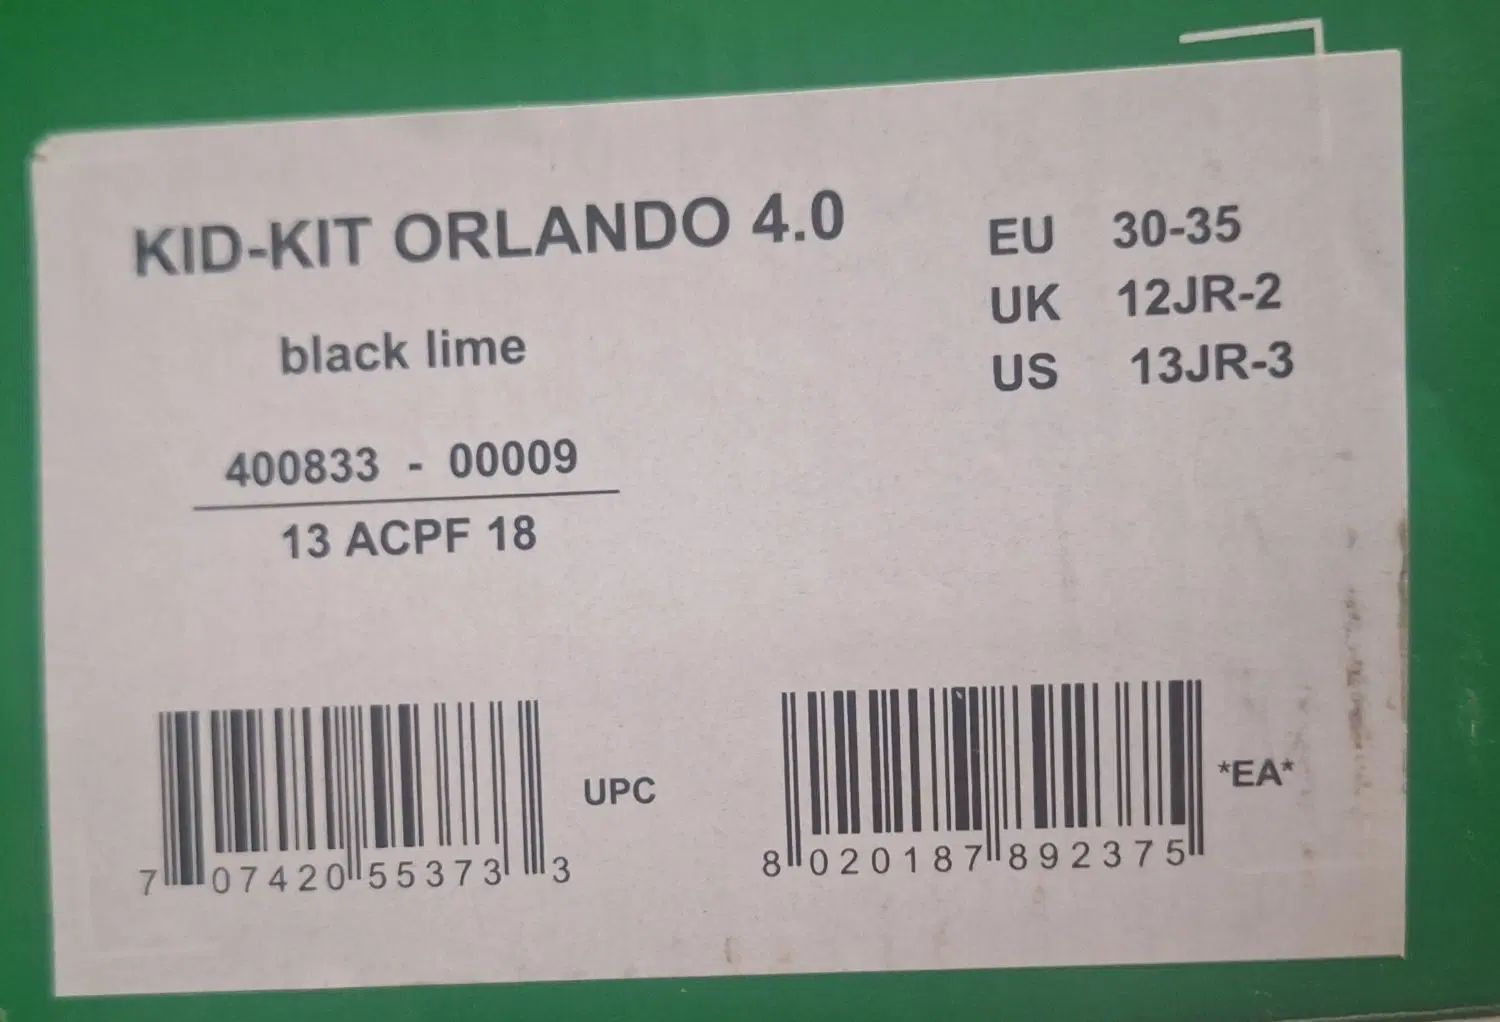 KID-KIT ORLANDO 4.0
black lime
400833 - 00009
13 ACPF 18
EU 30-35
UK 12JR-2
US 13JR-3
7 07420 55373 3
UPC
8 020187 892375
*EA*